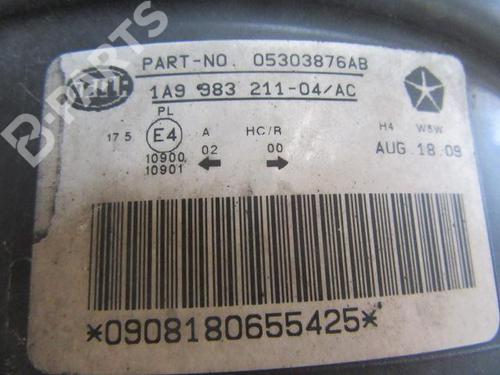 PART-NO. 05303876AB
1A9 983 211-04/AC
PL
17.5 E4 A HC/R H4 W5W
02 00 AUG.18.09
10900
10901
*0908180655425*
B-PARTS